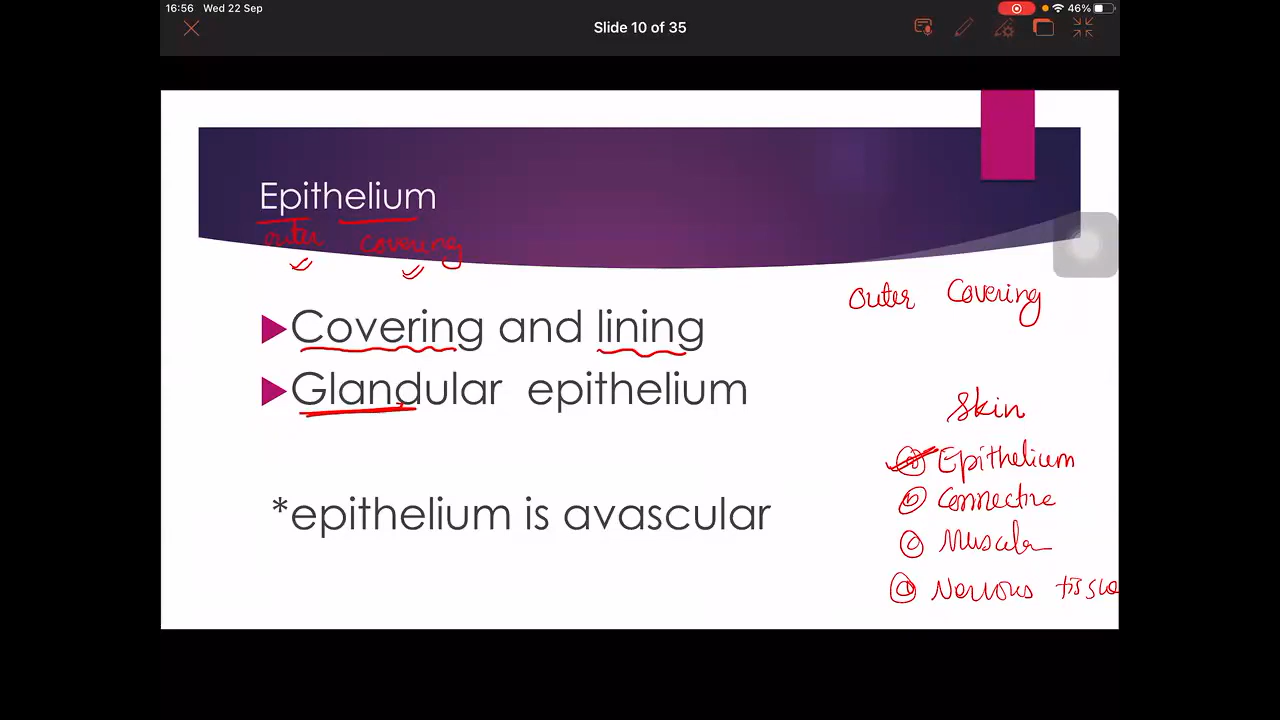 16:56 Wed 22 Sep
46%
Slide 10 of 35
Epithelium
outer covering
outer Covering
Covering and lining
Glandular epithelium
Skin
Epithelium
Connective
*epithelium is avascular
Muscular
Nervous tissue